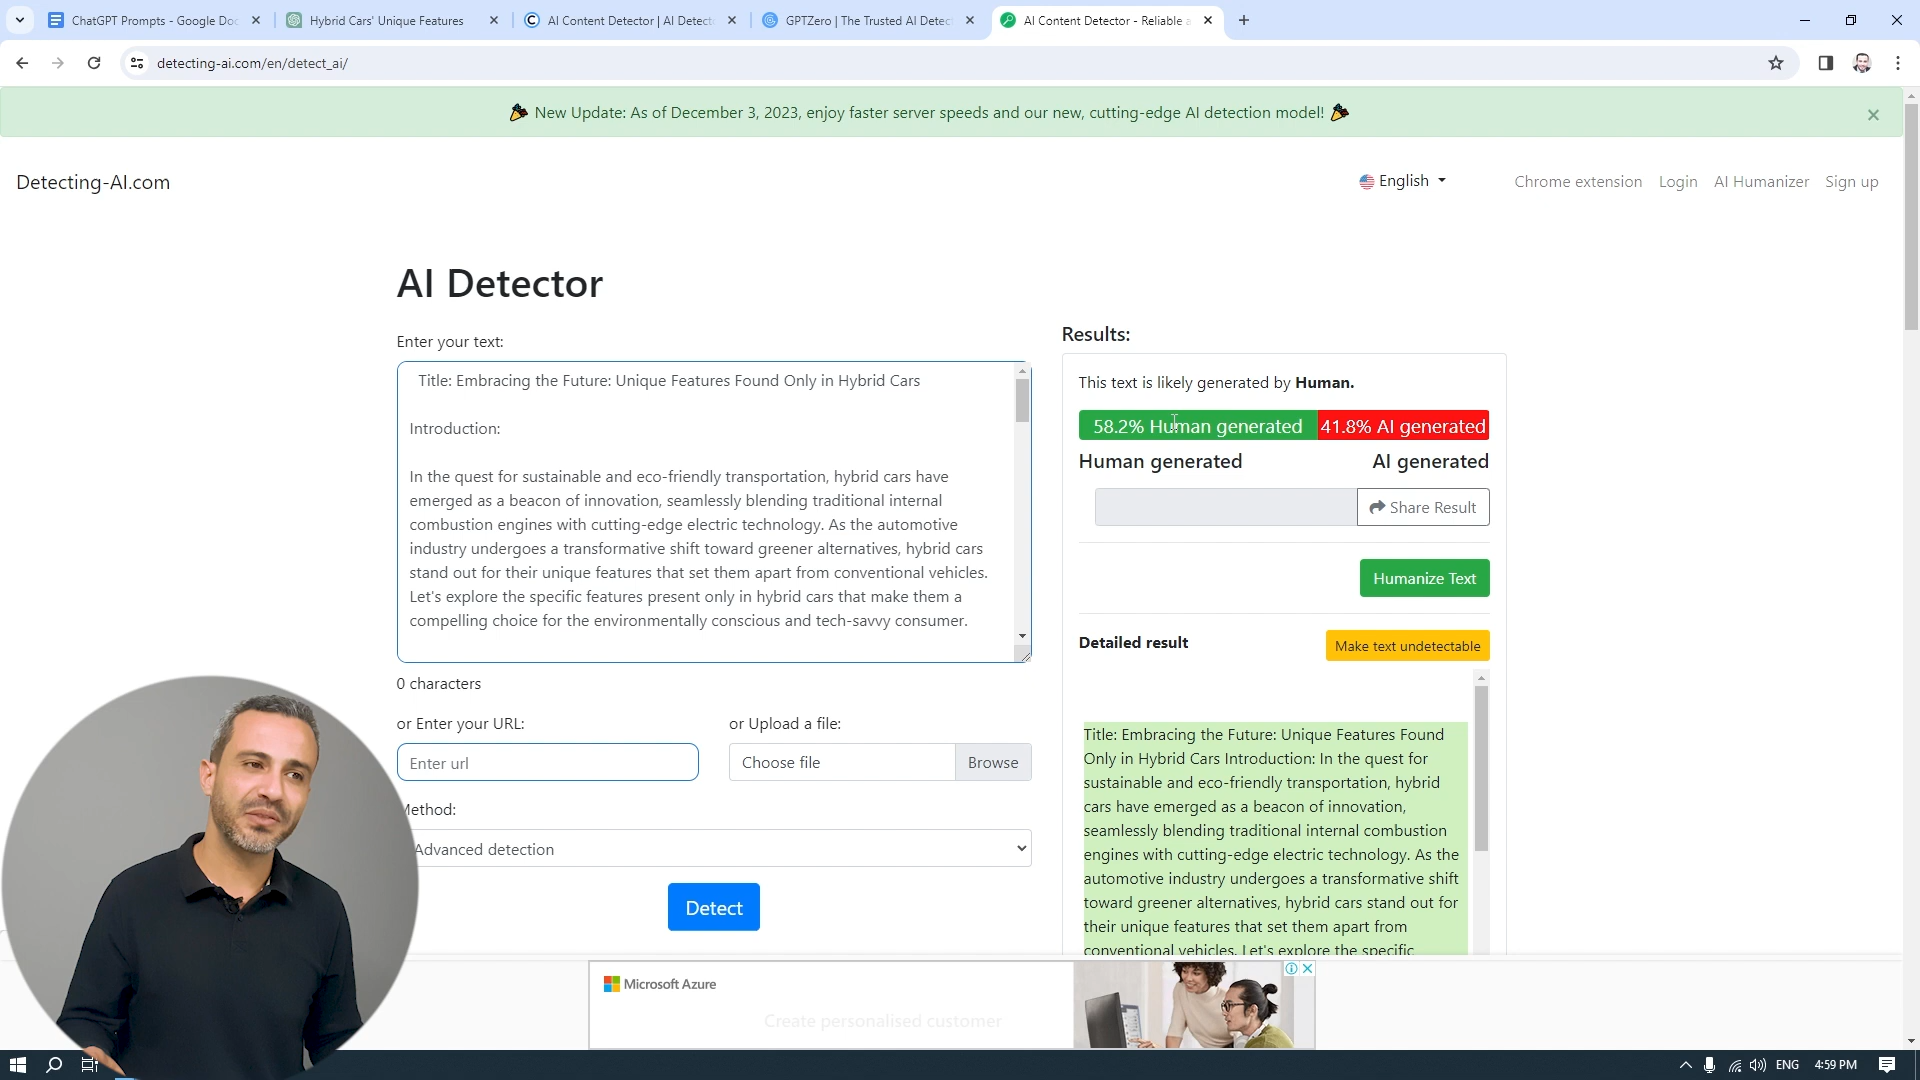 ChatGPT Prompts - Google Doc
Hybrid Cars' Unique Features
AI Content Detector | AI Detect
GPTZero | The Trusted AI Detec
AI Content Detector - Reliable a
detecting-ai.com/en/detect_ai/
New Update: As of December 3, 2023, enjoy faster server speeds and our new, cutting-edge AI detection model!
Detecting-AI.com
English
Chrome extension
Login
AI Humanizer
Sign up
AI Detector
Enter your text:
Title: Embracing the Future: Unique Features Found Only in Hybrid Cars
Introduction:
In the quest for sustainable and eco-friendly transportation, hybrid cars have
emerged as a beacon of innovation, seamlessly blending traditional internal
combustion engines with cutting-edge electric technology. As the automotive
industry undergoes a transformative shift toward greener alternatives, hybrid cars
stand out for their unique features that set them apart from conventional vehicles.
Let's explore the specific features present only in hybrid cars that make them a
compelling choice for the environmentally conscious and tech-savvy consumer.
0 characters
or Enter your URL:
or Upload a file:
Enter url
Choose file
Browse
Method:
Advanced detection
Detect
Results:
This text is likely generated by Human.
58.2% Human generated
41.8% AI generated
Human generated
AI generated
Share Result
Humanize Text
Detailed result
Make text undetectable
Title: Embracing the Future: Unique Features Found
Only in Hybrid Cars Introduction: In the quest for
sustainable and eco-friendly transportation, hybrid
cars have emerged as a beacon of innovation,
seamlessly blending traditional internal combustion
engines with cutting-edge electric technology. As the
automotive industry undergoes a transformative shift
toward greener alternatives, hybrid cars stand out for
their unique features that set them apart from
conventional vehicles. Let's explore the specific
Microsoft Azure
Create personalised customer
ENG
4:59 PM